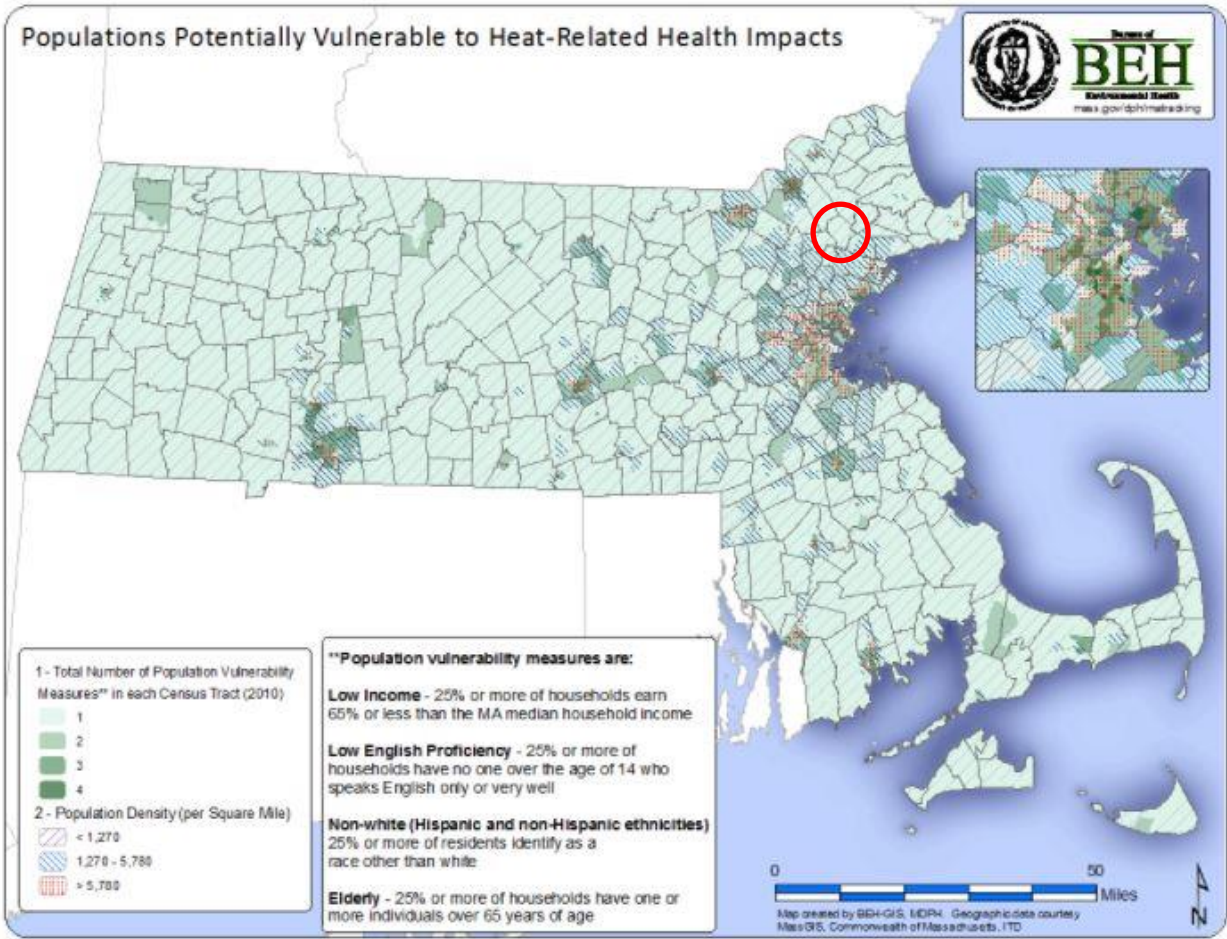 Populations Potentially Vulnerable to Heat-Related Health Impacts
Bureau of
BEH
Environmental Health
mass.gov/dph/matracking
1 - Total Number of Population Vulnerability
Measures** in each Census Tract (2010)
1
2
3
4
2 - Population Density (per Square Mile)
< 1,270
1,270 - 5,780
> 5,780
**Population vulnerability measures are:
Low Income - 25% or more of households earn
65% or less than the MA median household income
Low English Proficiency - 25% or more of
households have no one over the age of 14 who
speaks English only or very well
Non-white (Hispanic and non-Hispanic ethnicities)
25% or more of residents identify as a
race other than white
Elderly - 25% or more of households have one or
more individuals over 65 years of age
0 50
Miles
Map created by BEH-GIS, MDPH. Geographic data courtesy
MassGIS, Commonwealth of Massachusetts, ITD
N